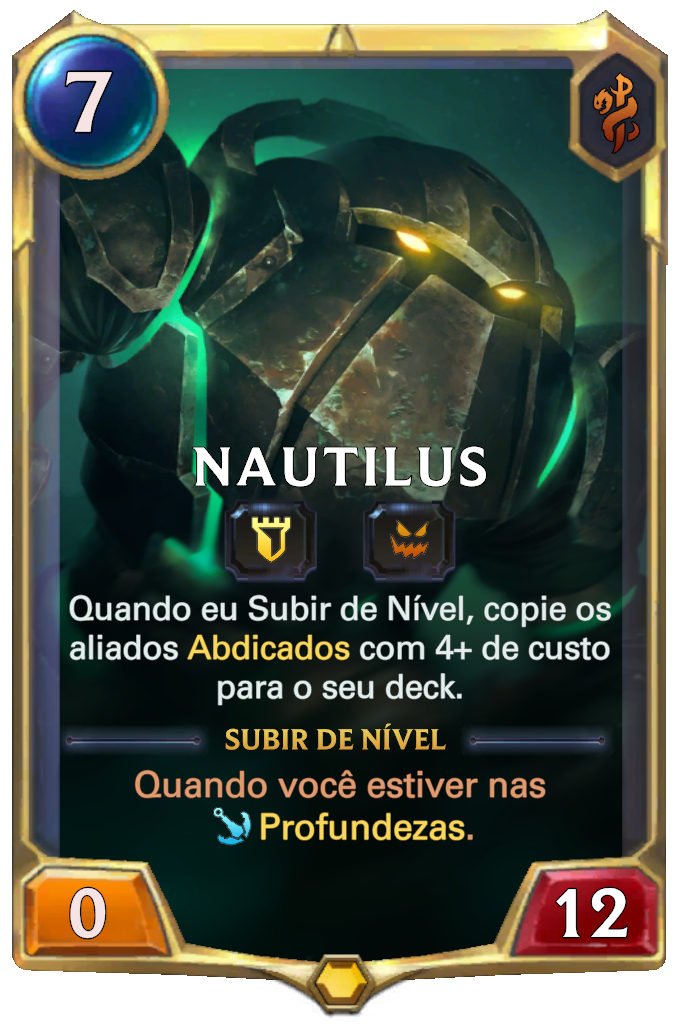 7
NAUTILUS
Quando eu Subir de Nível, copie os
aliados Abdicados com 4+ de custo
para o seu deck.
SUBIR DE NÍVEL
Quando você estiver nas
Profundezas.
0
12